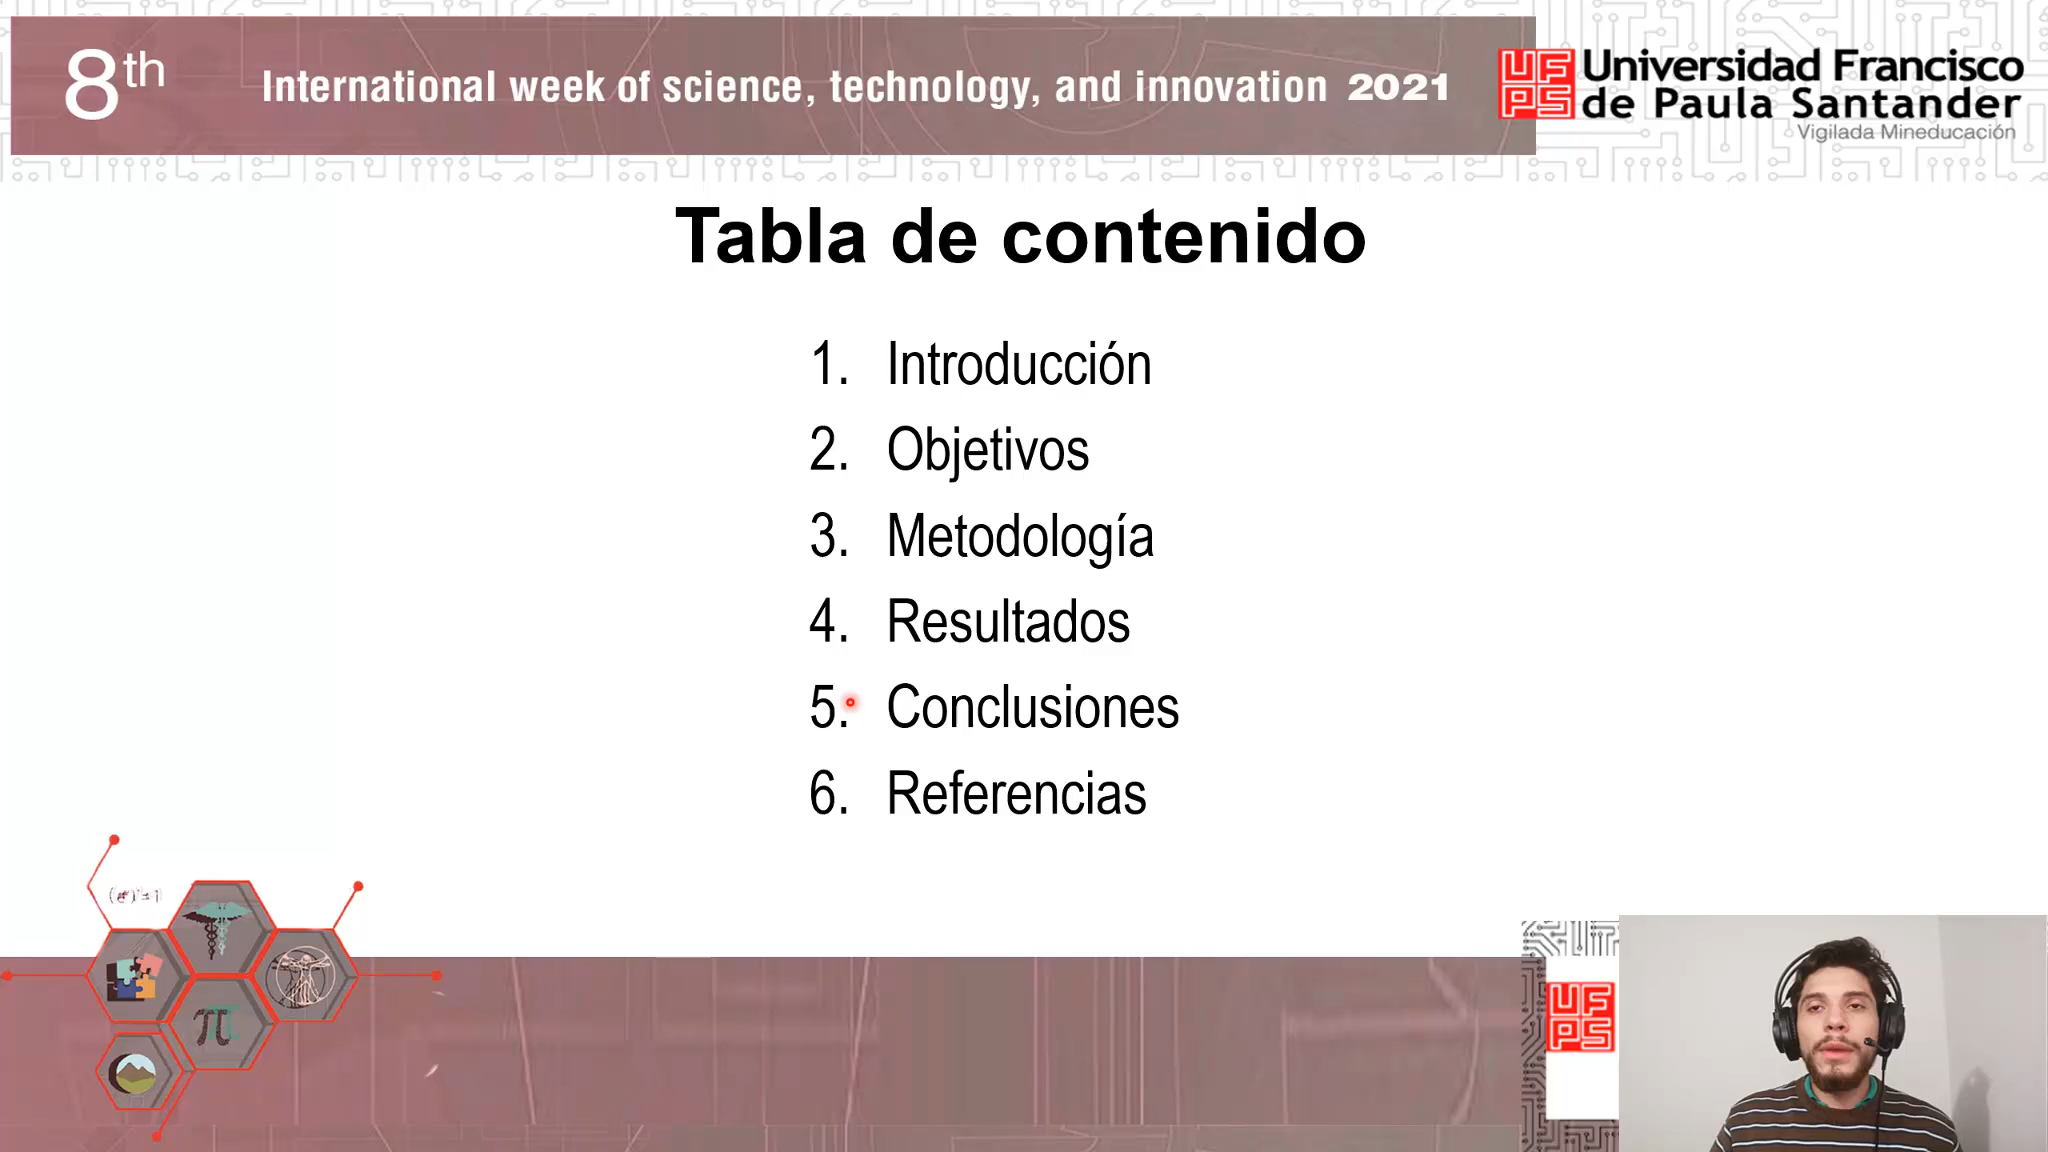 8th
International week of science, technology, and innovation 2021
UFPS
Universidad Francisco
de Paula Santander
Vigilada Mineducación
Tabla de contenido
1. Introducción
2. Objetivos
3. Metodología
4. Resultados
5. Conclusiones
6. Referencias
π
UFPS